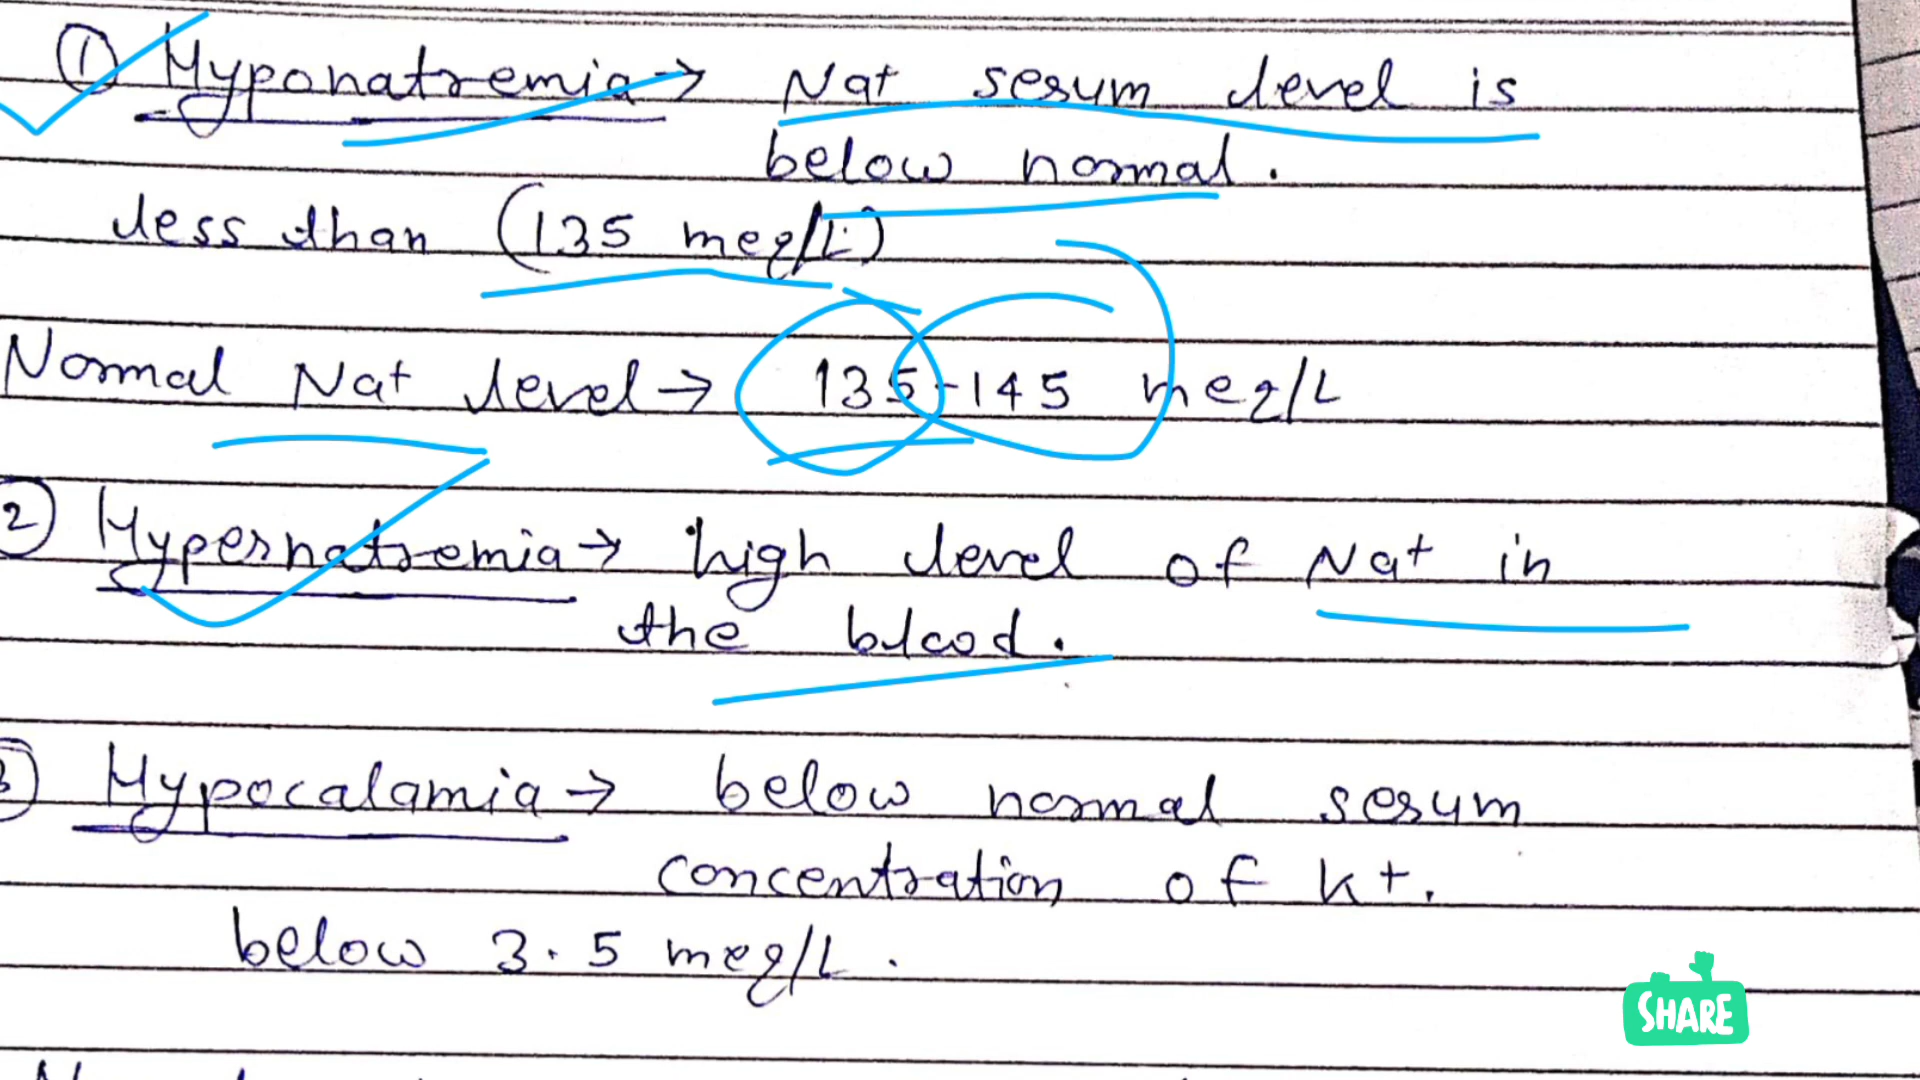 ① Hyponatremia → Na+ serum level is
below normal.
less than (135 meq/L)
Normal Na+ level → 135-145 meq/L
② Hypernatremia → high level of Na+ in
the blood.
③ Hypocalamia → below normal serum
concentration of k+.
below 3.5 meq/L.
SHARE